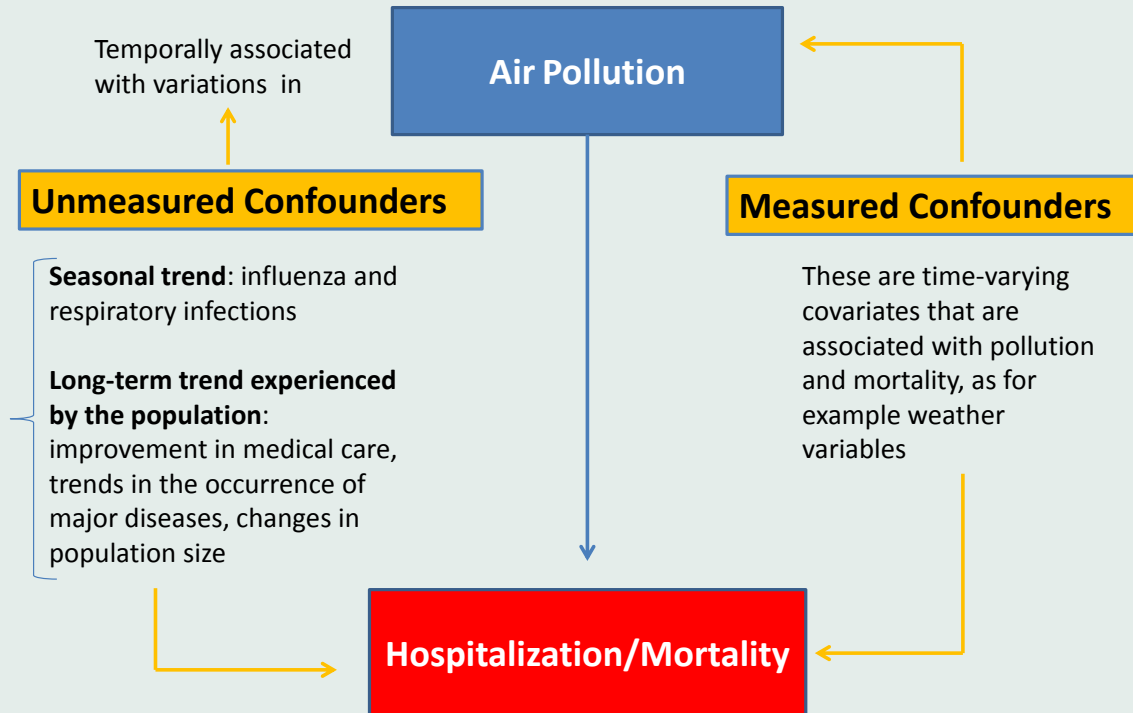 Temporally associated
with variations in
Air Pollution
Unmeasured Confounders
Seasonal trend: influenza and
respiratory infections
Long-term trend experienced
by the population:
improvement in medical care,
trends in the occurrence of
major diseases, changes in
population size
Measured Confounders
These are time-varying
covariates that are
associated with pollution
and mortality, as for
example weather
variables
Hospitalization/Mortality